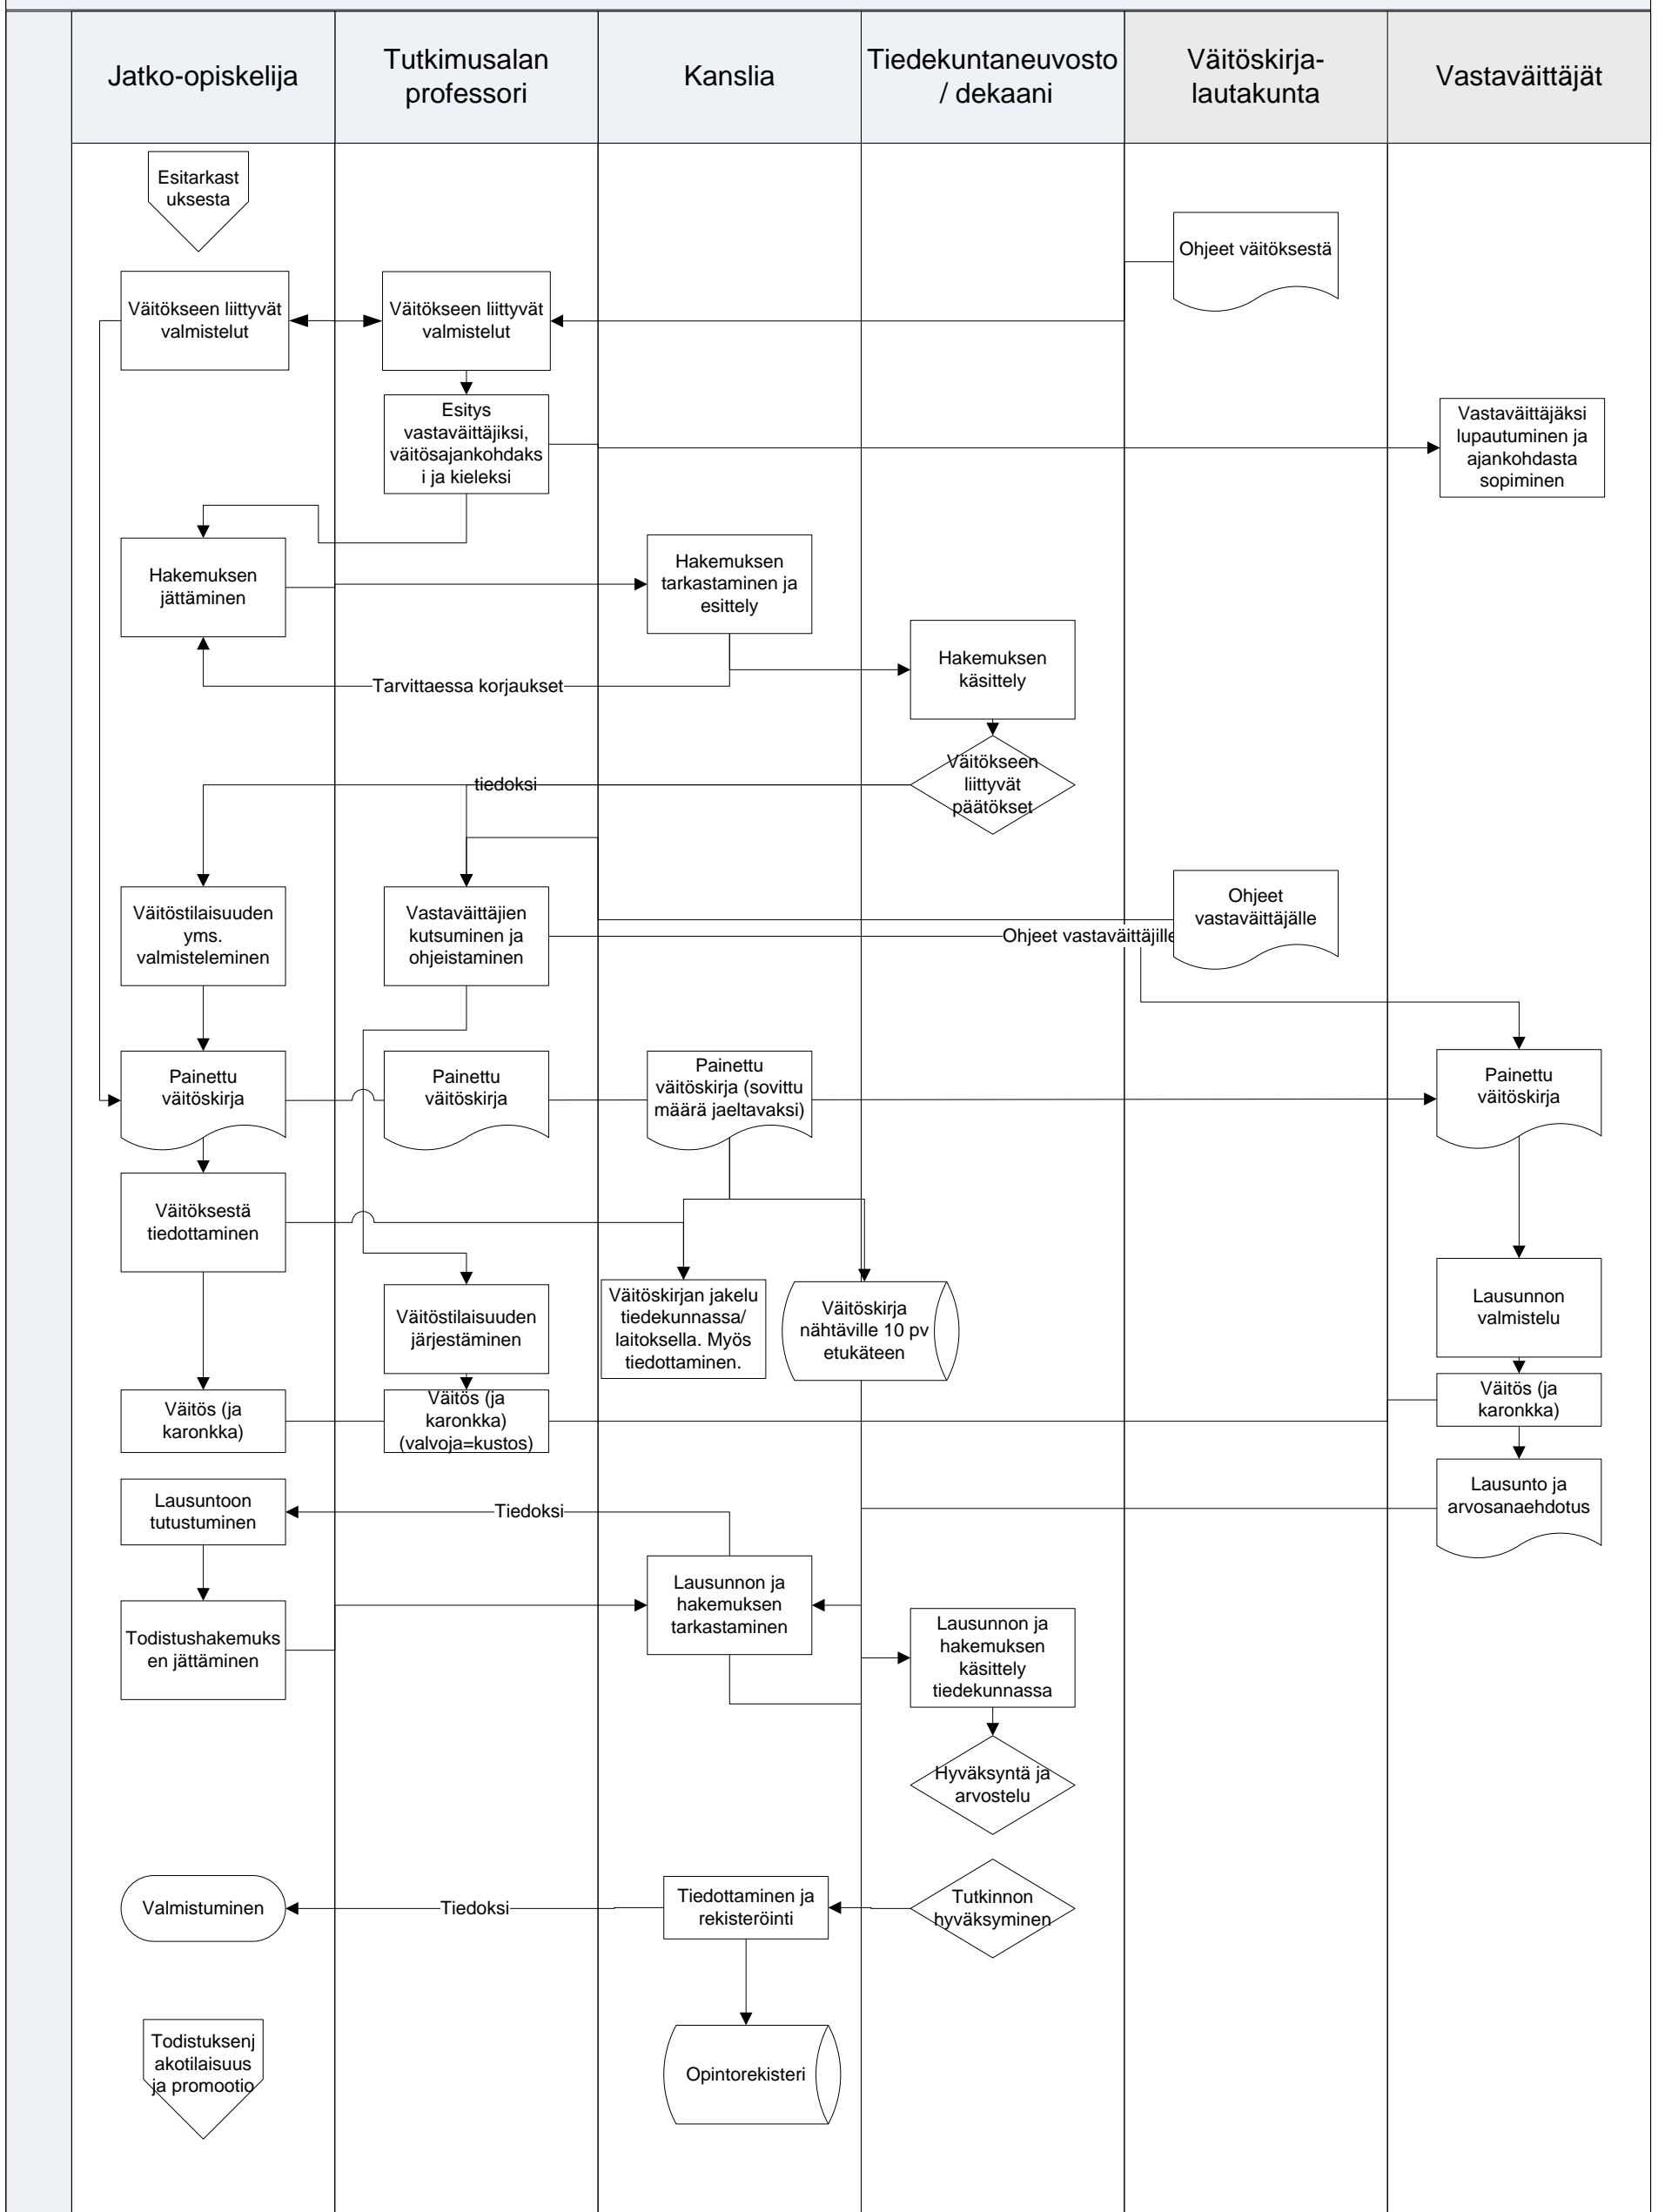 Jatko-opiskelija
Tutkimusalan
professori
Kanslia
Tiedekuntaneuvosto
/ dekaani
Väitöskirja-
lautakunta
Vastaväittäjät
Esitarkast
uksesta
Ohjeet väitöksestä
Väitökseen liittyvät
valmistelut
Väitökseen liittyvät
valmistelut
Esitys
vastaväittäjiksi,
väitösajankohdaks
i ja kieleksi
Vastaväittäjäksi
lupautuminen ja
ajankohdasta
sopiminen
Hakemuksen
jättäminen
Hakemuksen
tarkastaminen ja
esittely
Hakemuksen
käsittely
Tarvittaessa korjaukset
Väitökseen
liittyvät
päätökset
tiedoksi
Väitöstilaisuuden
yms.
valmisteleminen
Vastaväittäjien
kutsuminen ja
ohjeistaminen
Ohjeet vastaväittäjille
Ohjeet
vastaväittäjälle
Painettu
väitöskirja
Painettu
väitöskirja
Painettu
väitöskirja (sovittu
määrä jaeltavaksi)
Painettu
väitöskirja
Väitöksestä
tiedottaminen
Väitöstilaisuuden
järjestäminen
Väitöskirjan jakelu
tiedekunnassa/
laitoksella. Myös
tiedottaminen.
Väitöskirja
nähtäville 10 pv
etukäteen
Lausunnon
valmistelu
Väitös (ja
karonkka)
Väitös (ja
karonkka)
(valvoja=kustos)
Väitös (ja
karonkka)
Lausuntoon
tutustuminen
Tiedoksi
Lausunto ja
arvosanaehdotus
Todistushakemuks
en jättäminen
Lausunnon ja
hakemuksen
tarkastaminen
Lausunnon ja
hakemuksen
käsittely
tiedekunnassa
Hyväksyntä ja
arvostelu
Valmistuminen
Tiedoksi
Tiedottaminen ja
rekisteröinti
Tutkinnon
hyväksyminen
Todistuksenj
akotilaisuus
ja promootio
Opintorekisteri